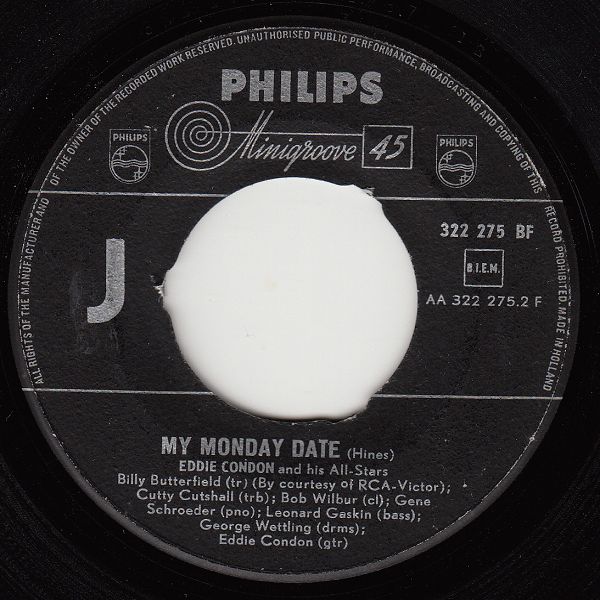 ALL RIGHTS OF THE MANUFACTURER AND OF THE OWNER OF THE RECORDED WORK RESERVED. UNAUTHORISED PUBLIC PERFORMANCE, BROADCASTING AND COPYING OF THIS RECORD PROHIBITED. MADE IN HOLLAND
PHILIPS
Minigroove 45
PHILIPS
PHILIPS
J
322 275 BF
B.I.E.M.
AA 322 275.2 F
MY MONDAY DATE (Hines)
EDDIE CONDON and his All-Stars
Billy Butterfield (tr) (By courtesy of RCA-Victor);
Cutty Cutshall (trb); Bob Wilbur (cl); Gene
Schroeder (pno); Leonard Gaskin (bass);
George Wettling (drms);
Eddie Condon (gtr)